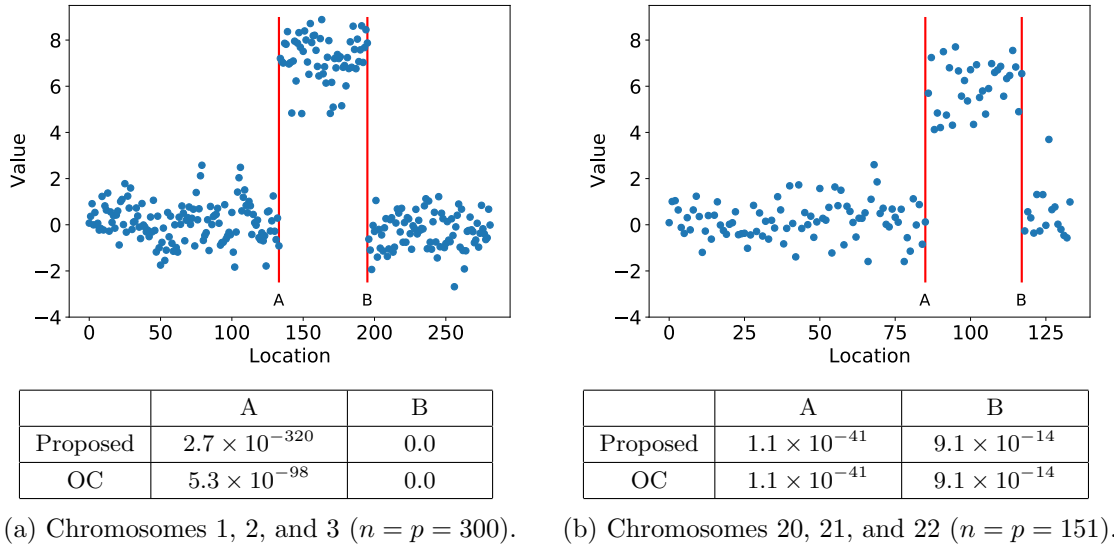 8
6
4
2
0
−2
−4
Value
A
B
0 50 100 150 200 250
Location
8
6
4
2
0
−2
−4
Value
A
B
0 25 50 75 100 125
Location
A B
Proposed 2.7 × 10^{−320} 0.0
OC 5.3 × 10^{−98} 0.0
(a) Chromosomes 1, 2, and 3 (n = p = 300).
A B
Proposed 1.1 × 10^{−41} 9.1 × 10^{−14}
OC 1.1 × 10^{−41} 9.1 × 10^{−14}
(b) Chromosomes 20, 21, and 22 (n = p = 151).